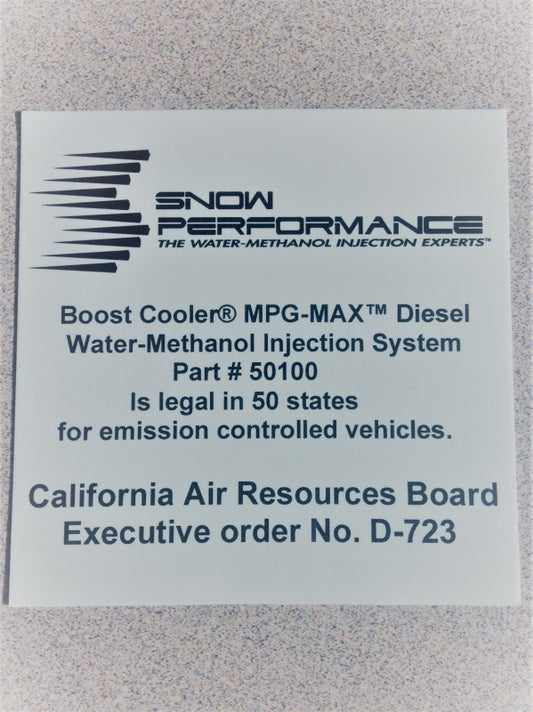 SNOW
PERFORMANCE
THE WATER-METHANOL INJECTION EXPERTS™
Boost Cooler® MPG-MAX™ Diesel
Water-Methanol Injection System
Part # 50100
Is legal in 50 states
for emission controlled vehicles.
California Air Resources Board
Executive order No. D-723